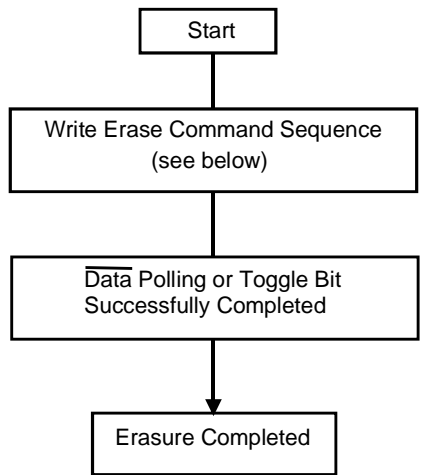 Start
Write Erase Command Sequence
(see below)
Data Polling or Toggle Bit
Successfully Completed
Erasure Completed